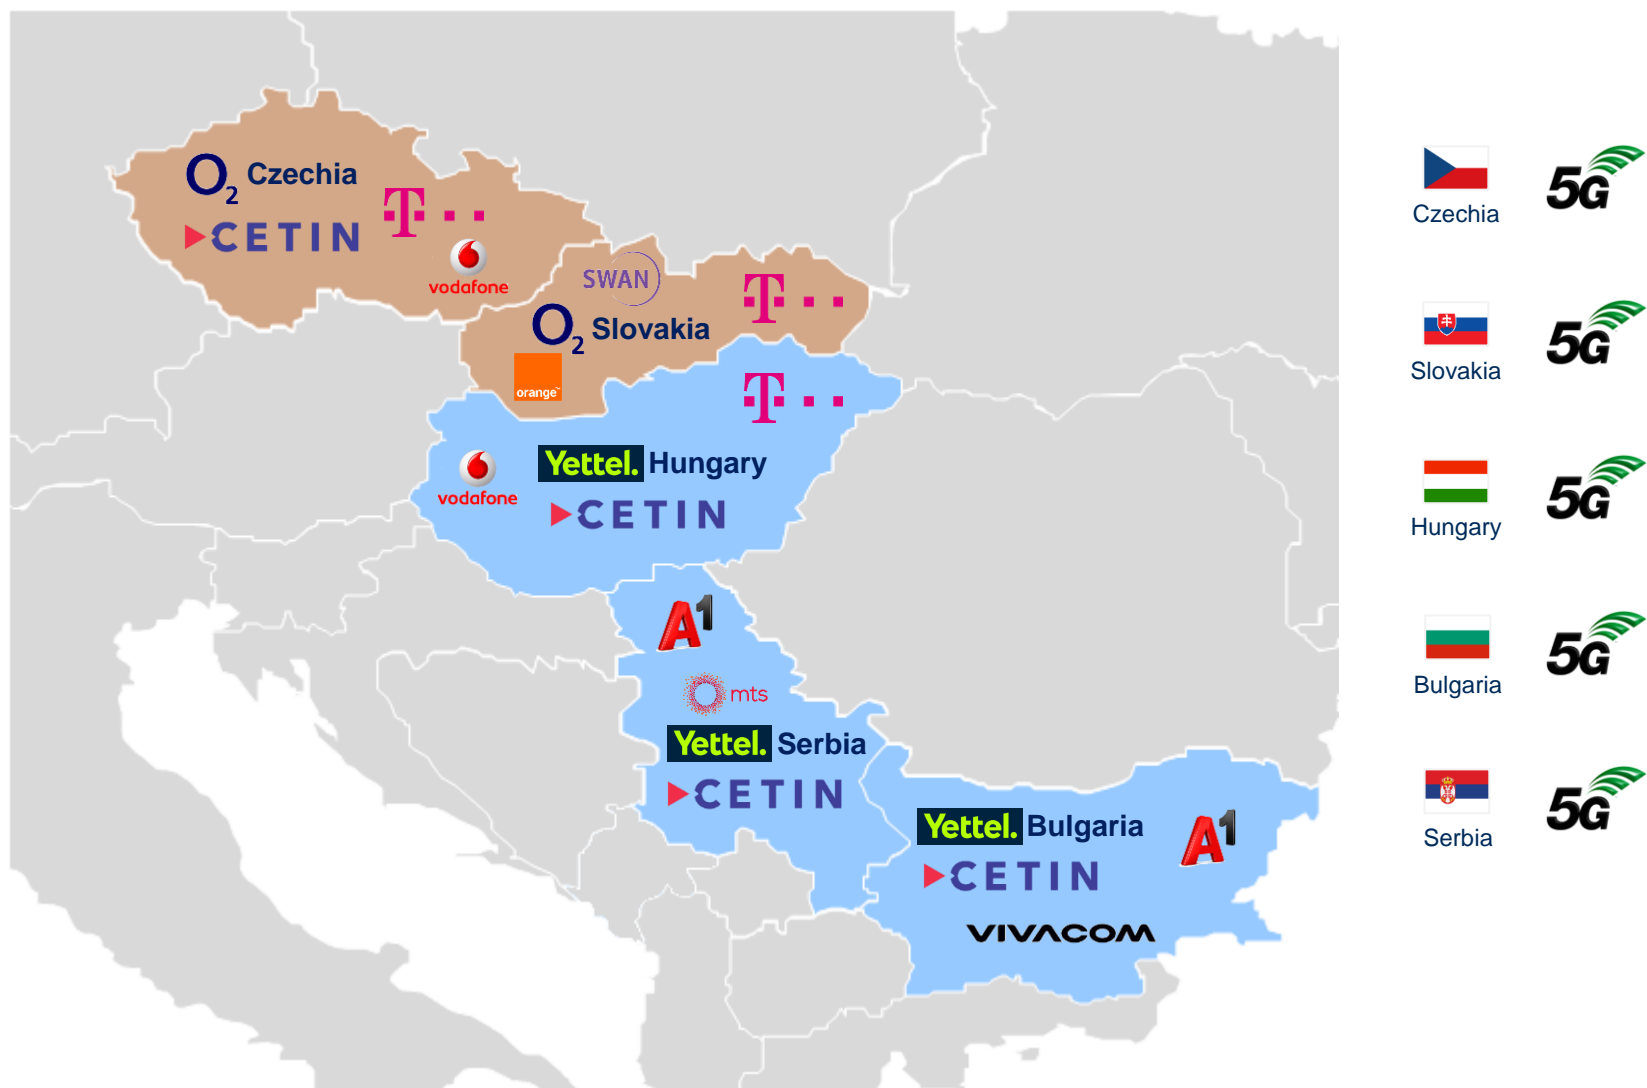 O2 Czechia
CETIN
T
vodafone
SWAN
O2 Slovakia
T
orange™
T
Yettel. Hungary
vodafone
CETIN
A1
mts
Yettel. Serbia
CETIN
Yettel. Bulgaria
A1
CETIN
VIVACOM
5G
Czechia
5G
Slovakia
5G
Hungary
5G
Bulgaria
5G
Serbia